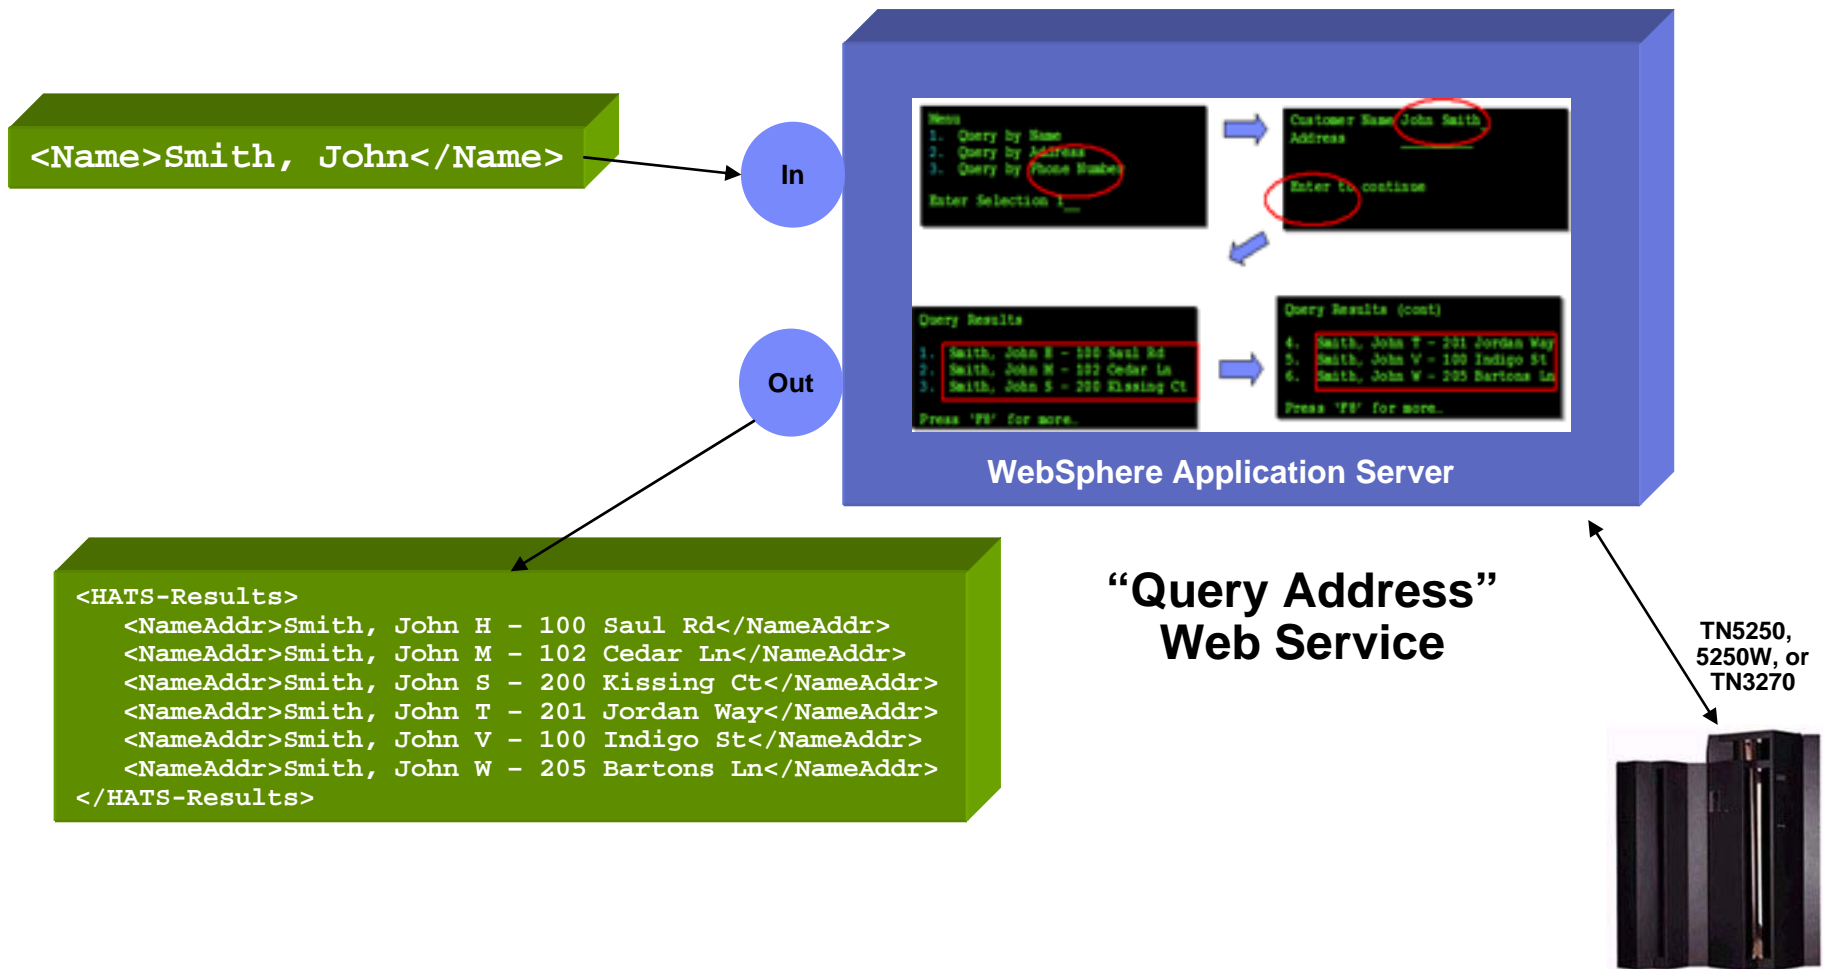 <Name>Smith, John</Name>
In
Menu
1. Query by Name
2. Query by Address
3. Query by Phone Number
Enter Selection 1__
Customer Name John Smith_
Address
Enter to continue
Query Results
1. Smith, John H - 100 Saul Rd
2. Smith, John M - 102 Cedar Ln
3. Smith, John S - 200 Kissing Ct
Press 'F8' for more…
Query Results (cont)
4. Smith, John T - 201 Jordan Way
5. Smith, John V - 100 Indigo St
6. Smith, John W - 205 Bartons Ln
Press 'F8' for more…
Out
WebSphere Application Server
<HATS-Results>
<NameAddr>Smith, John H – 100 Saul Rd</NameAddr>
<NameAddr>Smith, John M – 102 Cedar Ln</NameAddr>
<NameAddr>Smith, John S – 200 Kissing Ct</NameAddr>
<NameAddr>Smith, John T – 201 Jordan Way</NameAddr>
<NameAddr>Smith, John V – 100 Indigo St</NameAddr>
<NameAddr>Smith, John W – 205 Bartons Ln</NameAddr>
</HATS-Results>
“Query Address”
Web Service
TN5250,
5250W, or
TN3270